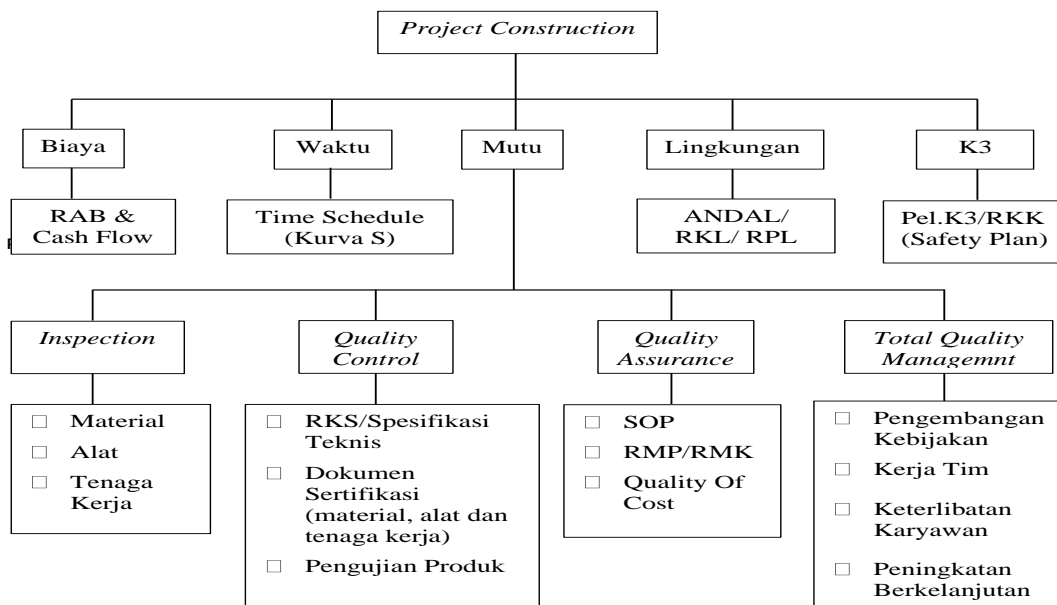 Project Construction
Biaya
Waktu
Mutu
Lingkungan
K3
RAB &
Cash Flow
Time Schedule
(Kurva S)
ANDAL/
RKL/ RPL
Pel.K3/RKK
(Safety Plan)
Inspection
Quality
Control
Quality
Assurance
Total Quality
Managemnt
□ Material
□ Alat
□ Tenaga
Kerja
□ RKS/Spesifikasi
Teknis
□ Dokumen
Sertifikasi
(material, alat dan
tenaga kerja)
□ Pengujian Produk
□ SOP
□ RMP/RMK
□ Quality Of
Cost
□ Pengembangan
Kebijakan
□ Kerja Tim
□ Keterlibatan
Karyawan
□ Peningkatan
Berkelanjutan